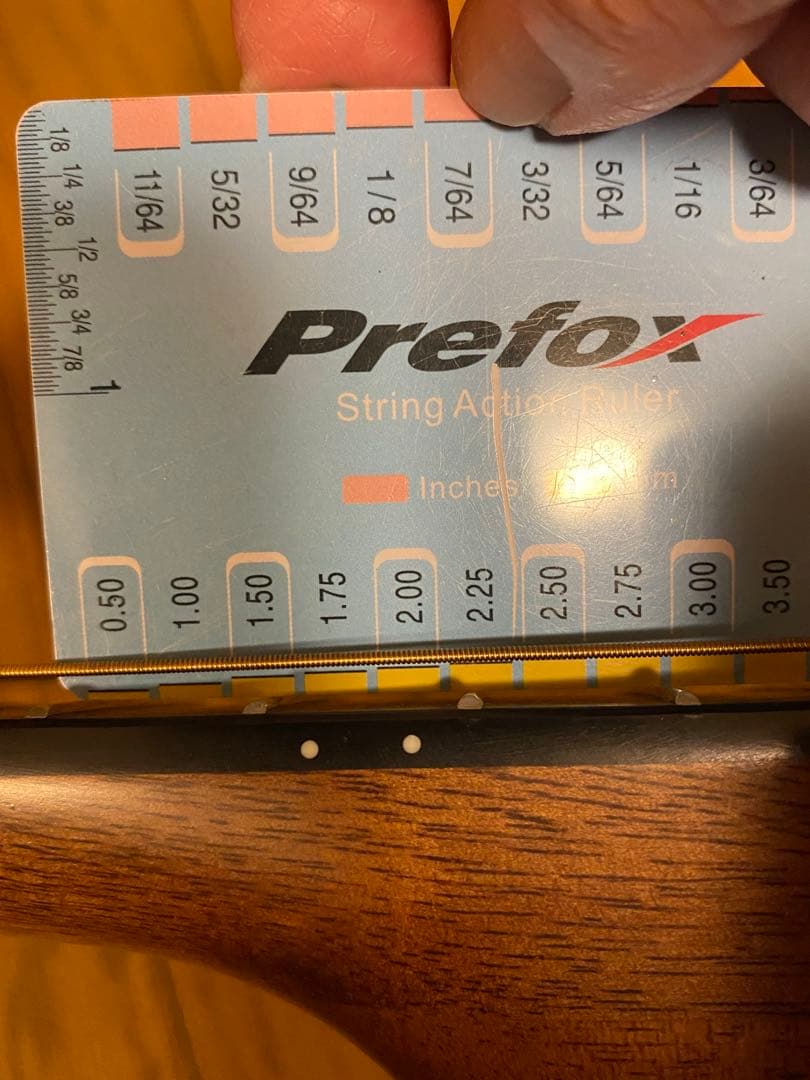 1/8 1/4 3/8 1/2 5/8 3/4 7/8 1
11/64 5/32 9/64 1/8 7/64 3/32 5/64 1/16 3/64
Prefox
String Action Ruler
Inches mm
0.50 1.00 1.50 1.75 2.00 2.25 2.50 2.75 3.00 3.50